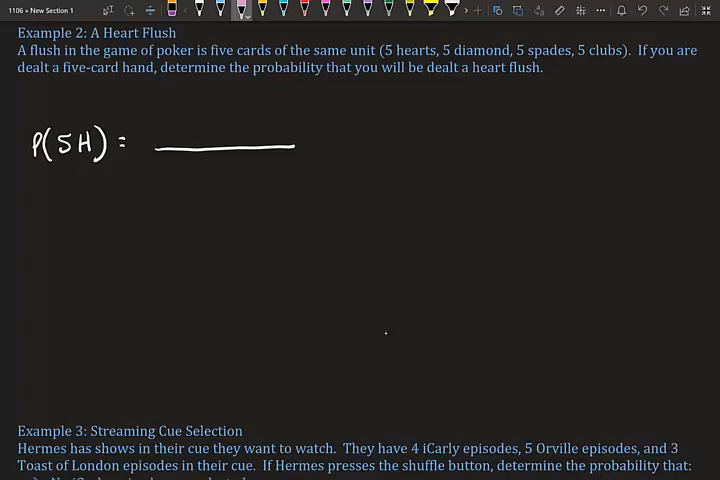 1106 » New Section 1
Example 2: A Heart Flush
A flush in the game of poker is five cards of the same unit (5 hearts, 5 diamond, 5 spades, 5 clubs). If you are
dealt a five-card hand, determine the probability that you will be dealt a heart flush.
P(5H) =
Example 3: Streaming Cue Selection
Hermes has shows in their cue they want to watch. They have 4 iCarly episodes, 5 Orville episodes, and 3
Toast of London episodes in their cue. If Hermes presses the shuffle button, determine the probability that: